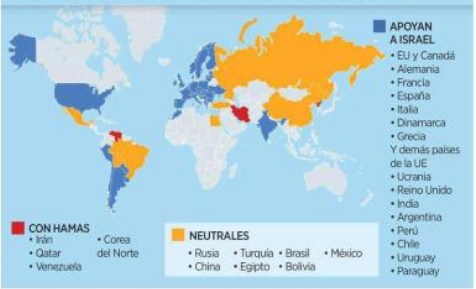 APOYAN
A ISRAEL
• EU y Canadá
• Alemania
• Francia
• España
• Italia
• Dinamarca
• Grecia
Y demás países
de la UE
• Ucrania
• Reino Unido
• India
• Argentina
• Perú
• Chile
• Uruguay
• Paraguay
CON HAMAS
• Irán
• Qatar
• Venezuela
• Corea
del Norte
NEUTRALES
• Rusia • Turquía • Brasil • México
• China • Egipto • Bolivia